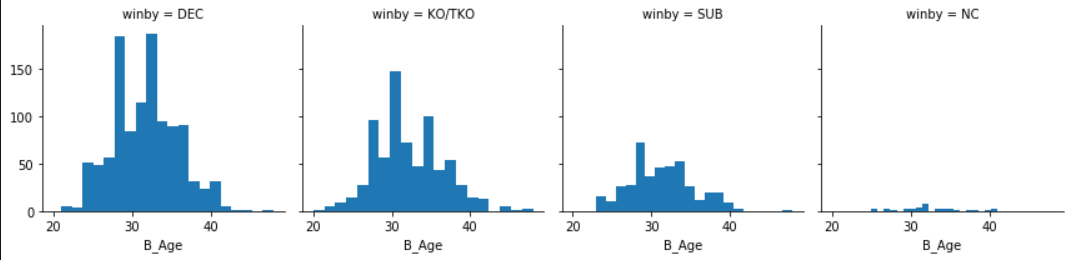 winby = DEC
winby = KO/TKO
winby = SUB
winby = NC
150
100
50
0
20 30 40
20 30 40
20 30 40
20 30 40
B_Age
B_Age
B_Age
B_Age